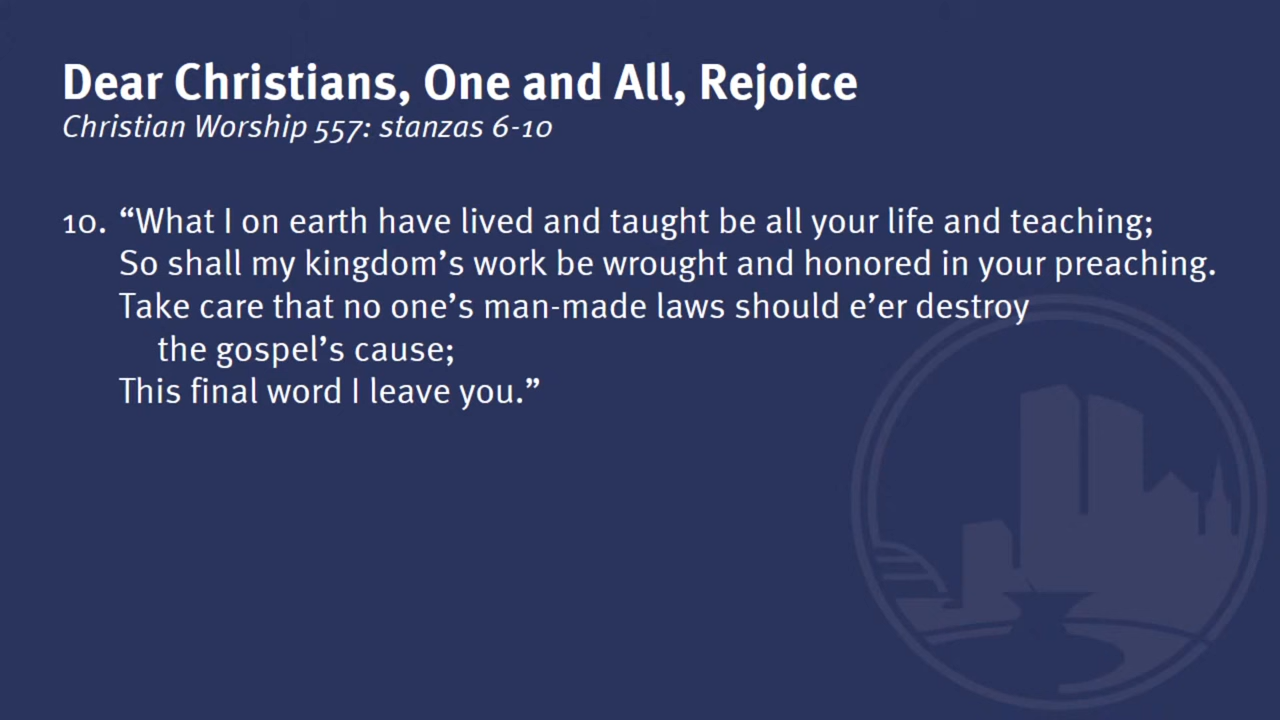 Dear Christians, One and All, Rejoice
Christian Worship 557: stanzas 6-10
10. “What I on earth have lived and taught be all your life and teaching;
So shall my kingdom’s work be wrought and honored in your preaching.
Take care that no one’s man-made laws should e’er destroy
the gospel’s cause;
This final word I leave you.”